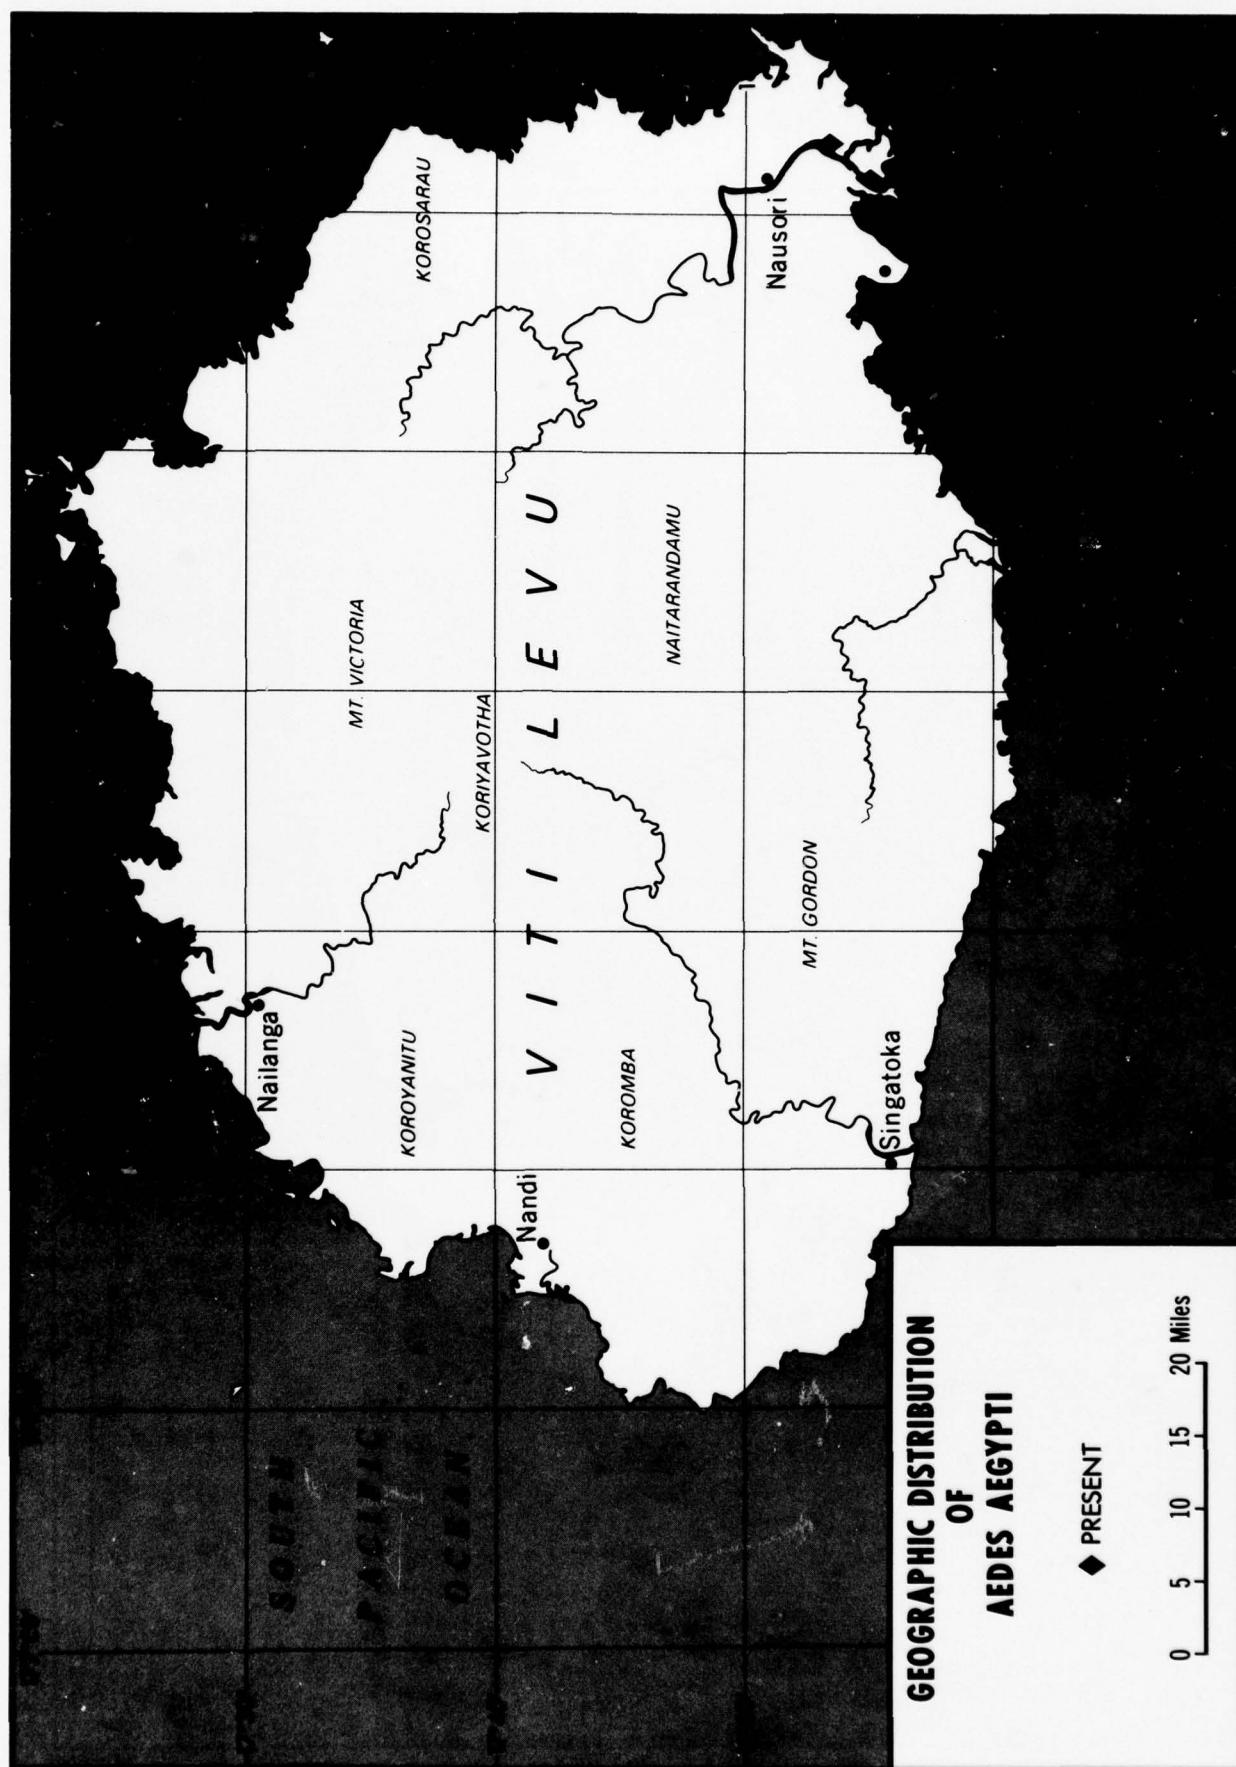 SOUTH
PACIFIC
OCEAN
Nailanga
MT. VICTORIA
KOROSARAU
KOROYANITU
KORIYAVOTHA
Nandi
VITI LEVU
KOROMBA
NAITARANDAMU
Nausori
MT. GORDON
Singatoka
GEOGRAPHIC DISTRIBUTION
OF
AEDES AEGYPTI
◆ PRESENT
0 5 10 15 20 Miles